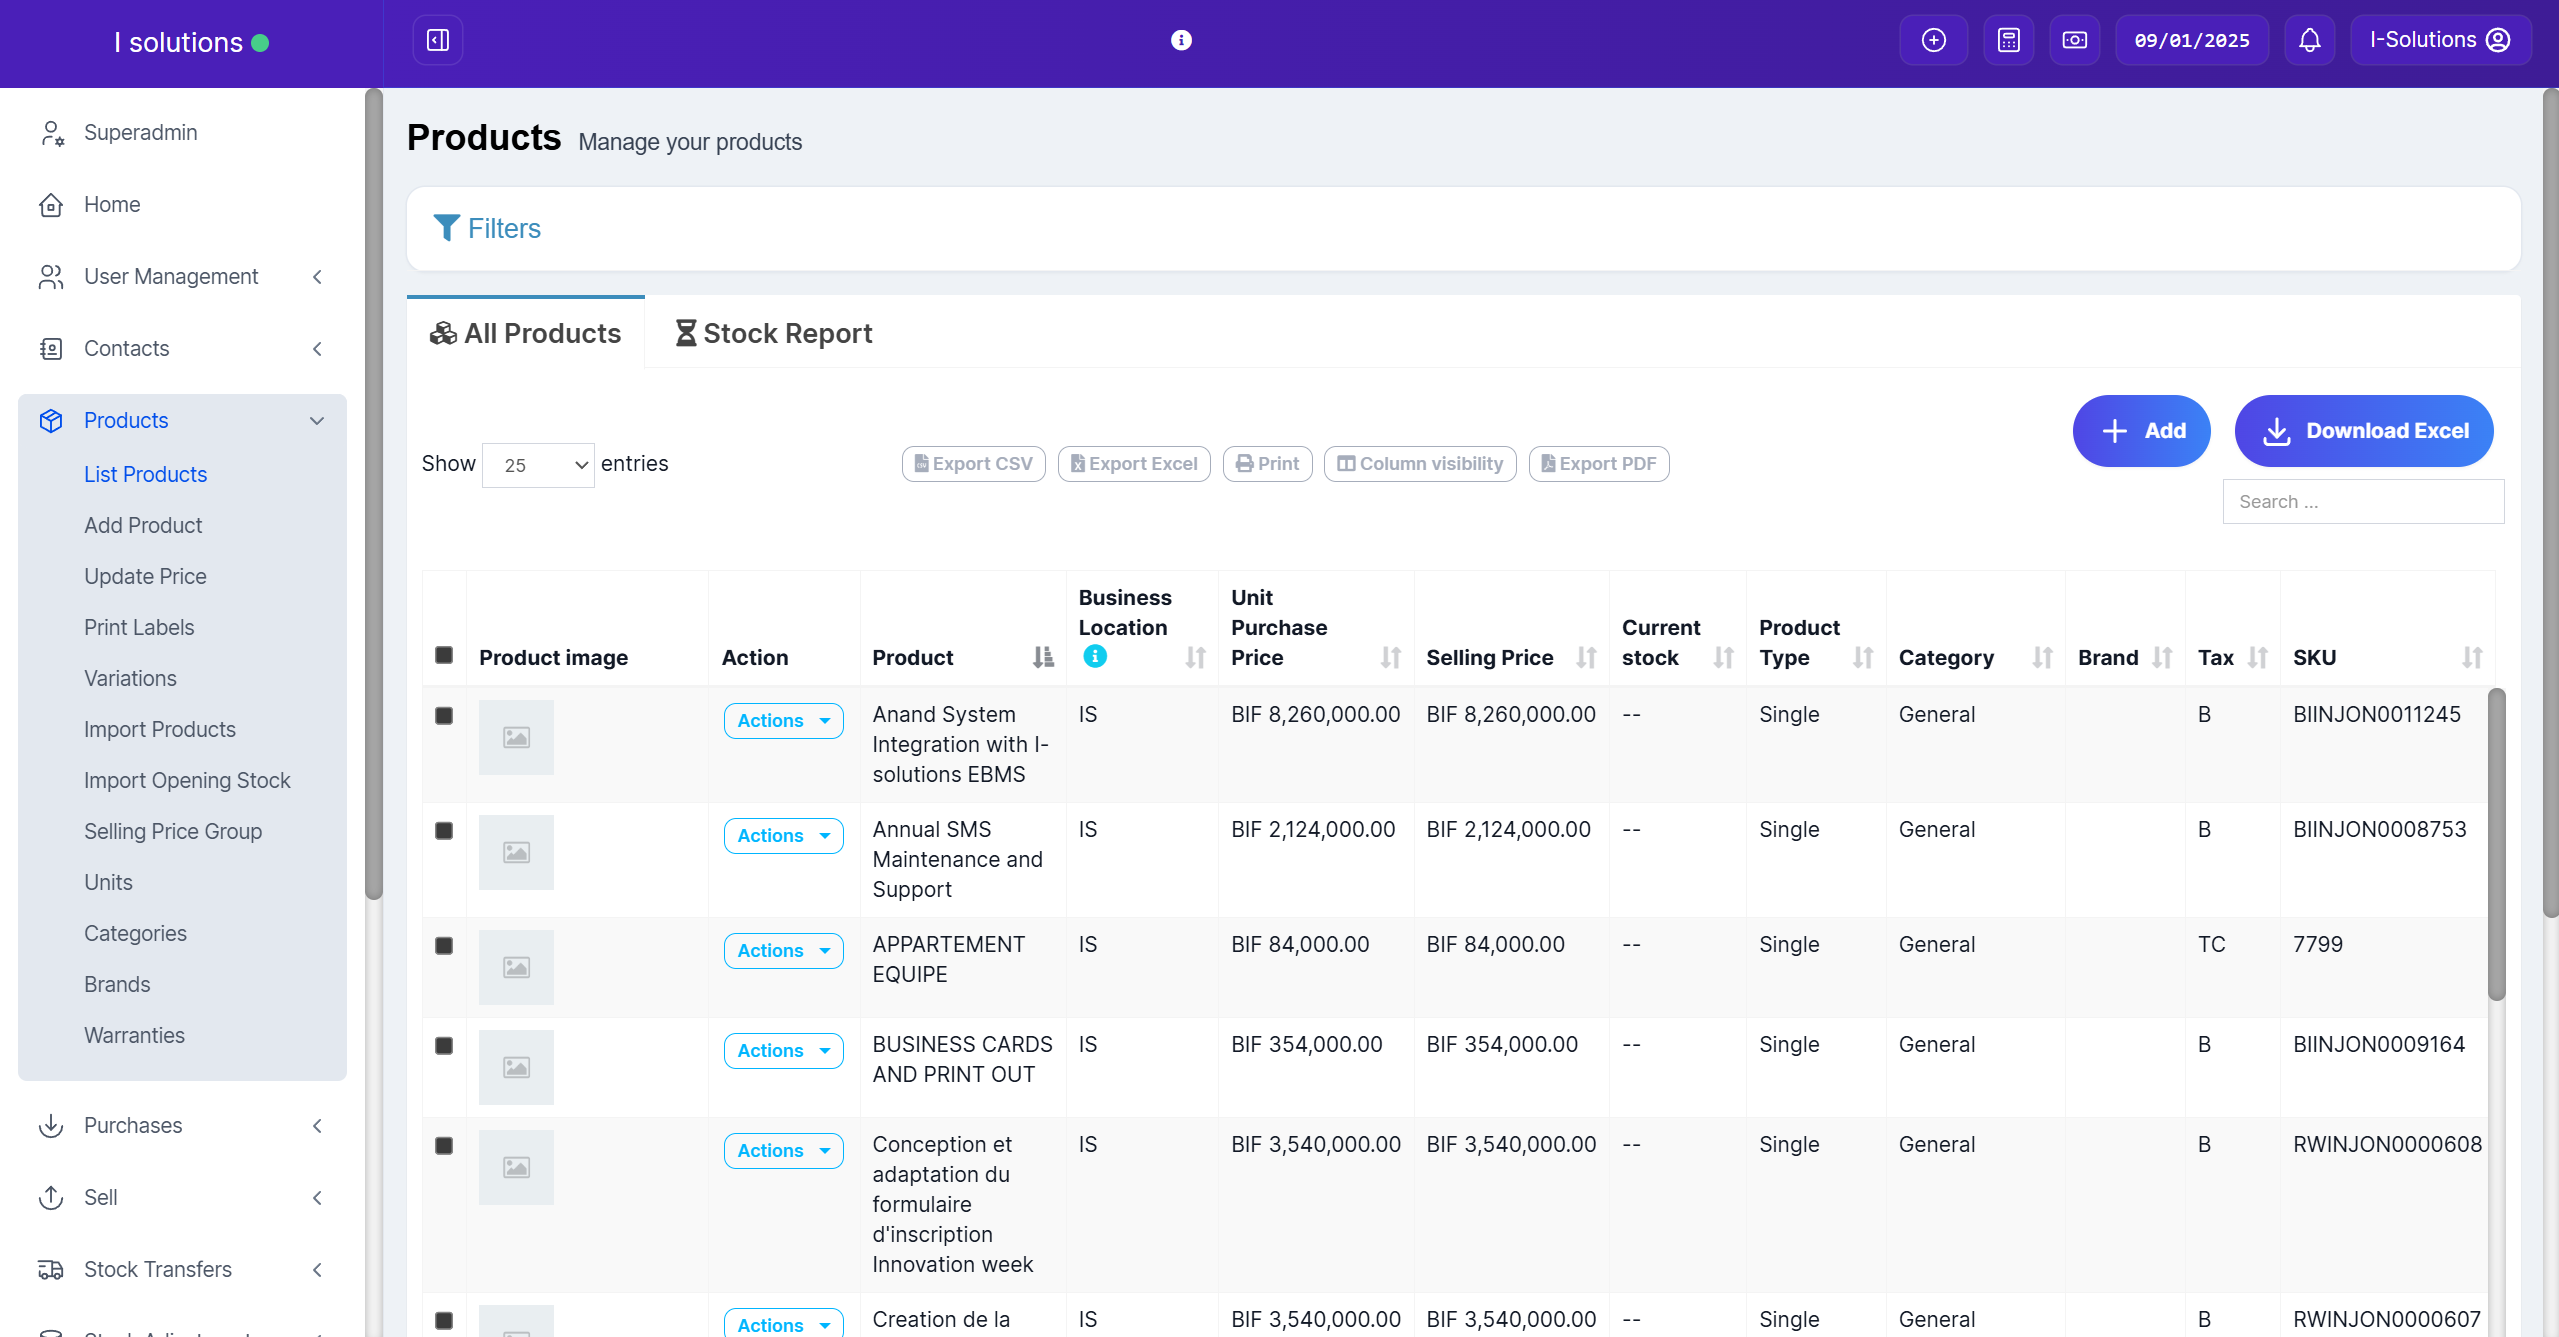 I solutions
09/01/2025
I-Solutions
Superadmin
Home
User Management
Contacts
Products
List Products
Add Product
Update Price
Print Labels
Variations
Import Products
Import Opening Stock
Selling Price Group
Units
Categories
Brands
Warranties
Purchases
Sell
Stock Transfers
Products Manage your products
Filters
All Products Stock Report
Add Download Excel
Show 25 entries
Export CSV Export Excel Print Column visibility Export PDF
Search ...
Product image Action Product Business Location Unit Purchase Price Selling Price Current stock Product Type Category Brand Tax SKU
Actions Anand System IS BIF 8,260,000.00 BIF 8,260,000.00 -- Single General B BIINJON0011245
Integration with I-
solutions EBMS
Actions Annual SMS IS BIF 2,124,000.00 BIF 2,124,000.00 -- Single General B BIINJON0008753
Maintenance and
Support
Actions APPARTEMENT IS BIF 84,000.00 BIF 84,000.00 -- Single General TC 7799
EQUIPE
Actions BUSINESS CARDS IS BIF 354,000.00 BIF 354,000.00 -- Single General B BIINJON0009164
AND PRINT OUT
Actions Conception et IS BIF 3,540,000.00 BIF 3,540,000.00 -- Single General B RWINJON0000608
adaptation du
formulaire
d'inscription
Innovation week
Actions Creation de la IS BIF 3,540,000.00 BIF 3,540,000.00 -- Single General B RWINJON0000607